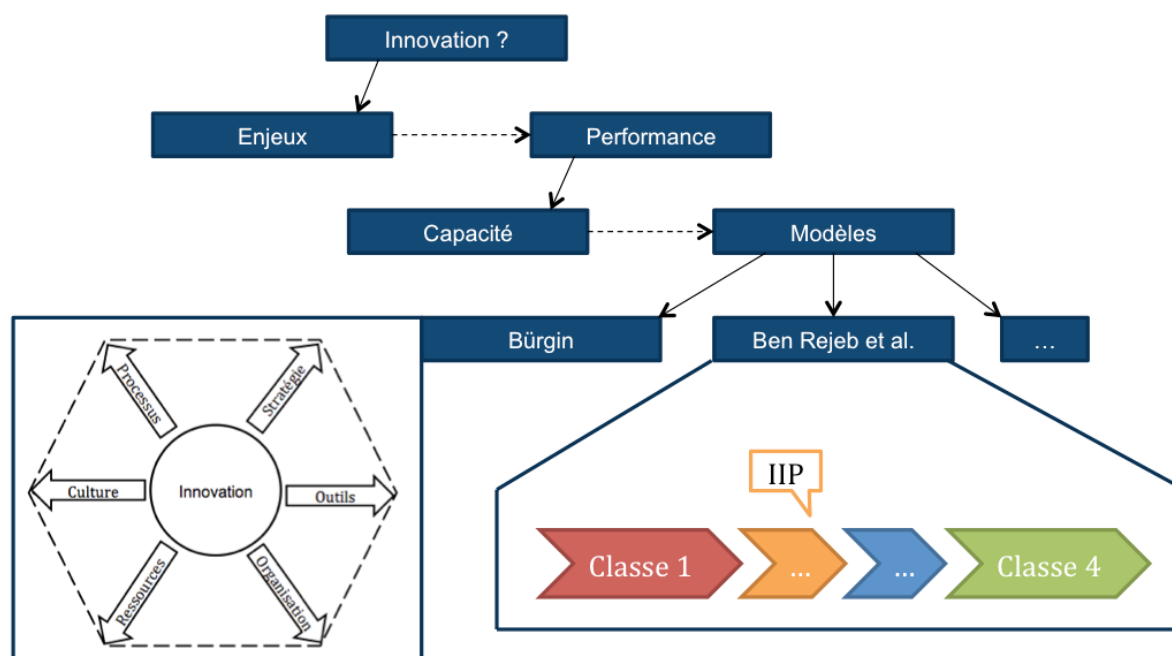 Innovation ?
Enjeux
Performance
Capacité
Modèles
Bürgin
Ben Rejeb et al.
...
Processus
Stratégie
Culture
Innovation
Outils
Ressources
Organisation
IIP
Classe 1
...
...
Classe 4